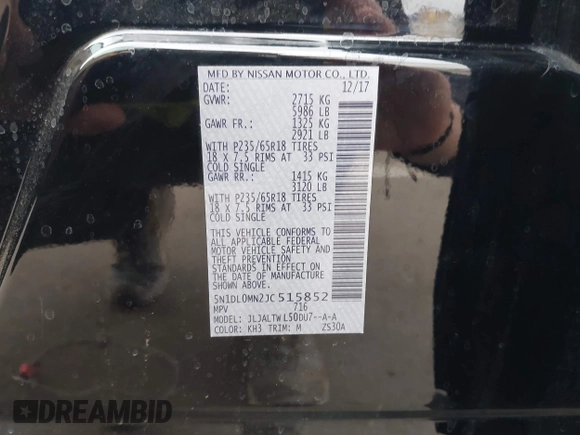 MFD BY NISSAN MOTOR CO., LTD.
DATE: 12/17
GVWR: 2715 KG
5986 LB
GAWR FR.: 1325 KG
2921 LB
WITH P235/65R18 TIRES
18 X 7.5 RIMS AT 33 PSI
COLD SINGLE
GAWR RR.: 1415 KG
3120 LB
WITH P235/65R18 TIRES
18 X 7.5 RIMS AT 33 PSI
COLD SINGLE
THIS VEHICLE CONFORMS TO
ALL APPLICABLE FEDERAL
MOTOR VEHICLE SAFETY AND
THEFT PREVENTION
STANDARDS IN EFFECT ON
THE DATE OF MANUFACTURE
SHOWN ABOVE.
5N1DL0MN2JC515852
MPV 716
MODEL: JLJALTWL50DU7--A-A
COLOR: KH3 TRIM: M ZS30A
DREAMBID